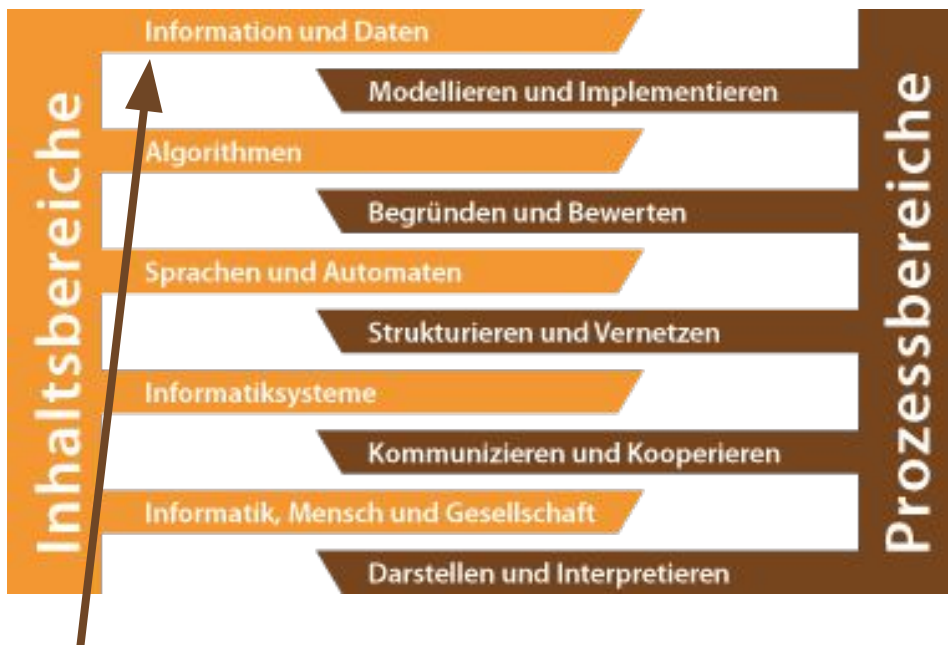 Inhaltsbereiche
Information und Daten
Modellieren und Implementieren
Algorithmen
Begründen und Bewerten
Sprachen und Automaten
Strukturieren und Vernetzen
Informatiksysteme
Kommunizieren und Kooperieren
Informatik, Mensch und Gesellschaft
Darstellen und Interpretieren
Prozessbereiche